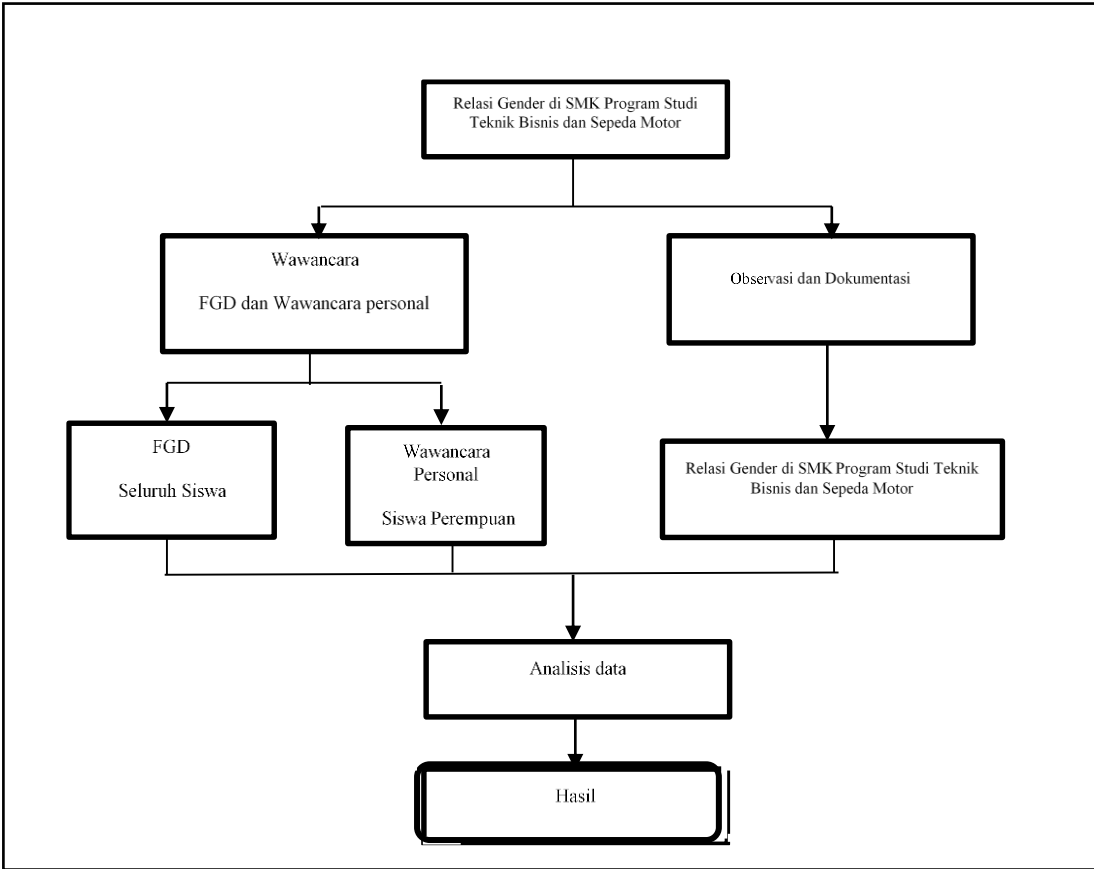 Relasi Gender di SMK Program Studi
Teknik Bisnis dan Sepeda Motor
Wawancara
FGD dan Wawancara personal
Observasi dan Dokumentasi
FGD
Seluruh Siswa
Wawancara
Personal
Siswa Perempuan
Relasi Gender di SMK Program Studi Teknik
Bisnis dan Sepeda Motor
Analisis data
Hasil